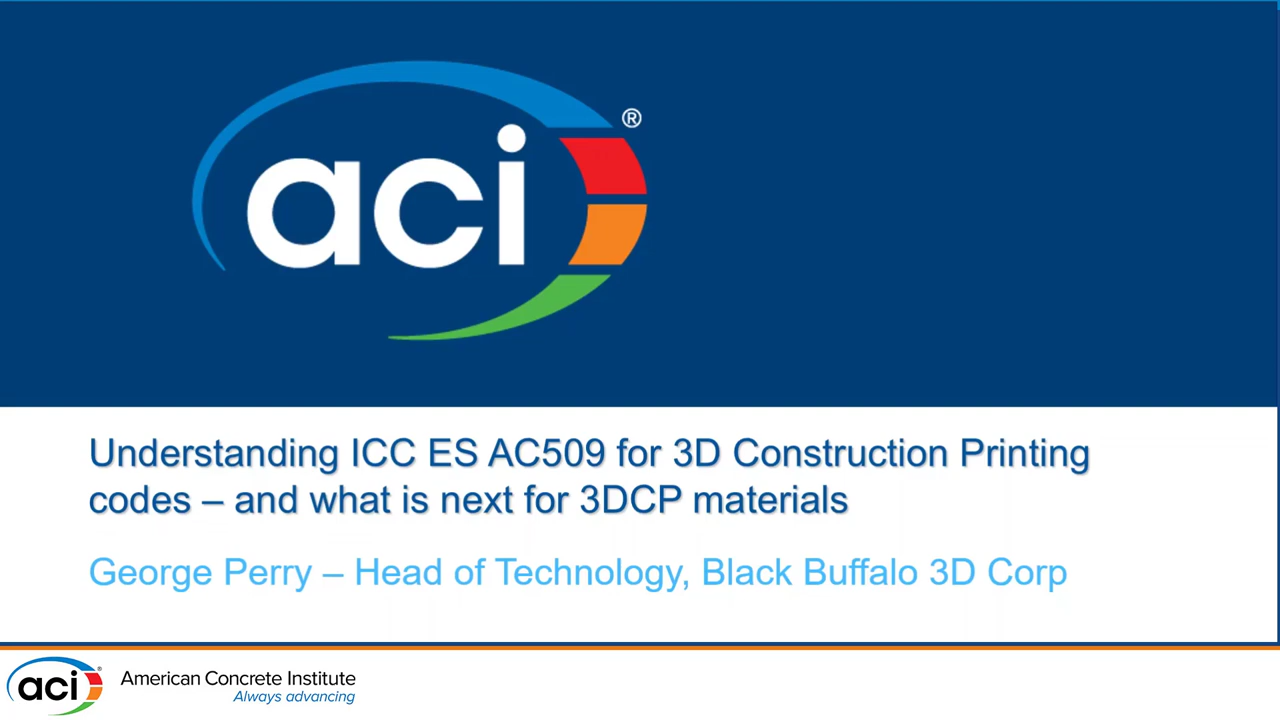 aci®
Understanding ICC ES AC509 for 3D Construction Printing
codes – and what is next for 3DCP materials
George Perry – Head of Technology, Black Buffalo 3D Corp
aci®
American Concrete Institute
Always advancing